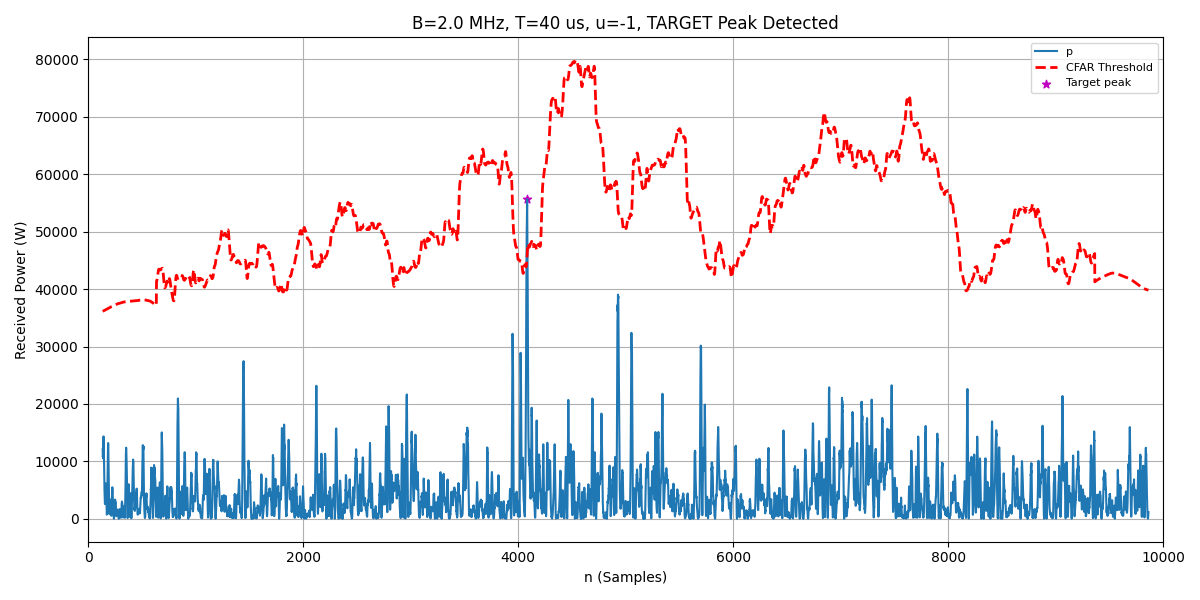 B=2.0 MHz, T=40 us, u=-1, TARGET Peak Detected
p
CFAR Threshold
Target peak
Received Power (W)
80000
70000
60000
50000
40000
30000
20000
10000
0
0 2000 4000 6000 8000 10000
n (Samples)